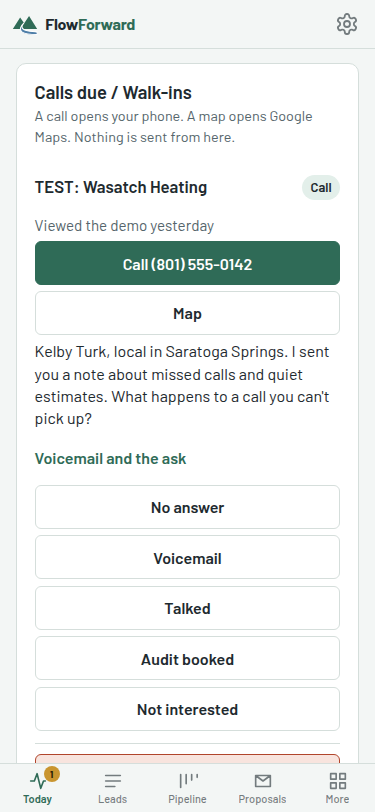 FlowForward
Calls due / Walk-ins
A call opens your phone. A map opens Google
Maps. Nothing is sent from here.
TEST: Wasatch Heating
Call
Viewed the demo yesterday
Call (801) 555-0142
Map
Kelby Turk, local in Saratoga Springs. I sent
you a note about missed calls and quiet
estimates. What happens to a call you can't
pick up?
Voicemail and the ask
No answer
Voicemail
Talked
Audit booked
Not interested
1
Today
Leads
Pipeline
Proposals
More